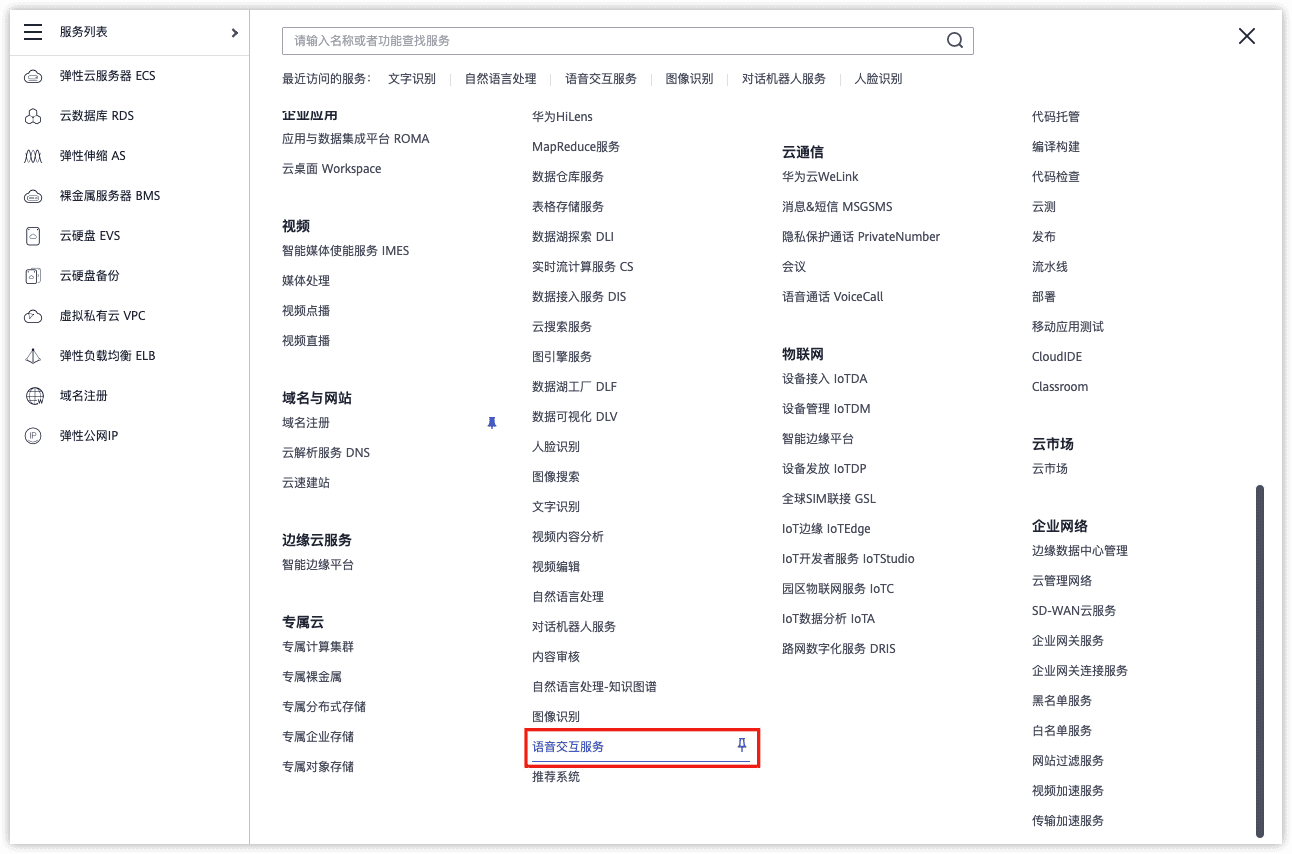 服务列表
弹性云服务器 ECS
云数据库 RDS
弹性伸缩 AS
裸金属服务器 BMS
云硬盘 EVS
云硬盘备份
虚拟私有云 VPC
弹性负载均衡 ELB
域名注册
弹性公网IP
请输入名称或者功能查找服务
最近访问的服务: 文字识别 自然语言处理 语音交互服务 图像识别 对话机器人服务 人脸识别
企业应用
应用与数据集成平台 ROMA
云桌面 Workspace
视频
智能媒体使能服务 IMES
媒体处理
视频点播
视频直播
域名与网站
域名注册
云解析服务 DNS
云速建站
边缘云服务
智能边缘平台
专属云
专属计算集群
专属裸金属
专属分布式存储
专属企业存储
专属对象存储
华为HiLens
MapReduce服务
数据仓库服务
表格存储服务
数据湖探索 DLI
实时流计算服务 CS
数据接入服务 DIS
云搜索服务
图引擎服务
数据湖工厂 DLF
数据可视化 DLV
人脸识别
图像搜索
文字识别
视频内容分析
视频编辑
自然语言处理
对话机器人服务
内容审核
自然语言处理-知识图谱
图像识别
语音交互服务
推荐系统
云通信
华为云WeLink
消息&短信 MSGSMS
隐私保护通话 PrivateNumber
会议
语音通话 VoiceCall
物联网
设备接入 IoTDA
设备管理 IoTDM
智能边缘平台
设备发放 IoTDP
全球SIM联接 GSL
IoT边缘 IoTEdge
IoT开发者服务 IoTStudio
园区物联网服务 IoTC
IoT数据分析 IoTA
路网数字化服务 DRIS
代码托管
编译构建
代码检查
云测
发布
流水线
部署
移动应用测试
CloudIDE
Classroom
云市场
云市场
企业网络
边缘数据中心管理
云管理网络
SD-WAN云服务
企业网关服务
企业网关连接服务
黑名单服务
白名单服务
网站过滤服务
视频加速服务
传输加速服务